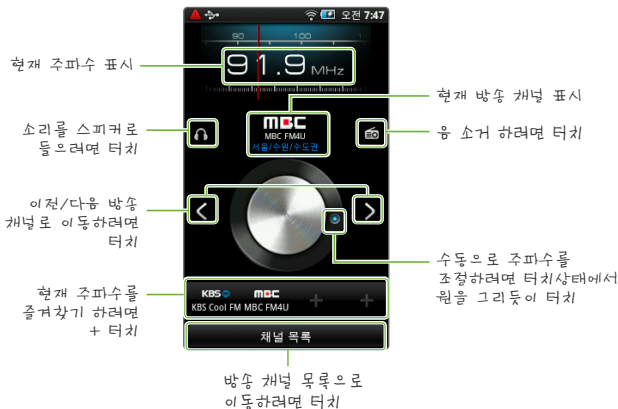 오전 7:47
90 100
현재 주파수 표시
91.9 MHz
현재 방송 채널 표시
소리를 스피커로
들으려면 터치
MBC
MBC FM4U
서울/수원/수도권
음 소거 하려면 터치
이전/다음 방송
채널로 이동하려면
터치
수동으로 주파수를
조절하려면 터치상태에서
원을 그리듯이 터치
현재 주파수를
즐겨찾기 하려면
+ 터치
KBS MBC + +
KBS Cool FM MBC FM4U
채널 목록
방송 채널 목록으로
이동하려면 터치